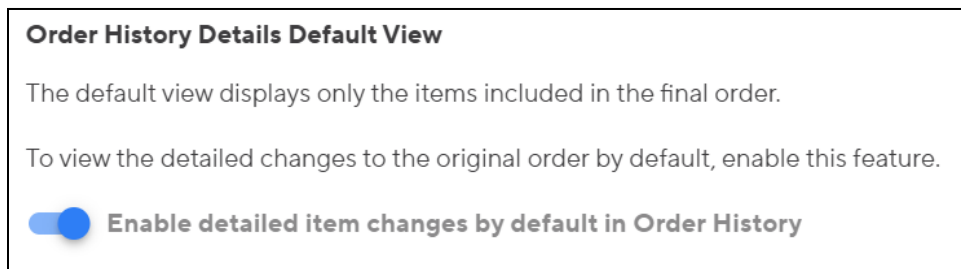 Order History Details Default View
The default view displays only the items included in the final order.
To view the detailed changes to the original order by default, enable this feature.
Enable detailed item changes by default in Order History